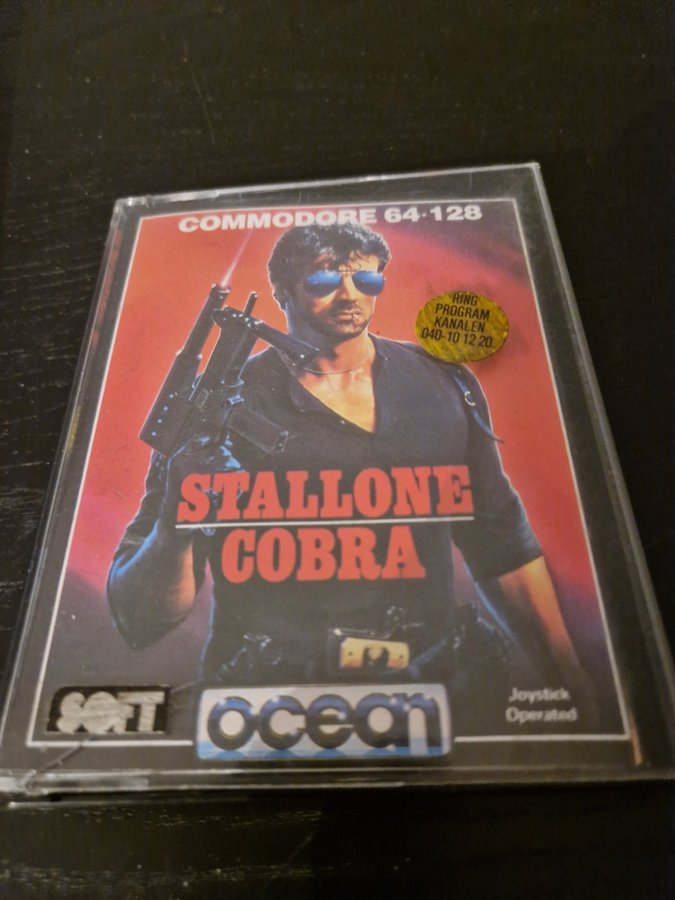 COMMODORE 64·128
RING
PROGRAM
KANALEN
040-10 12 20
STALLONE
COBRA
SOFT
ocean
Joystick
Operated